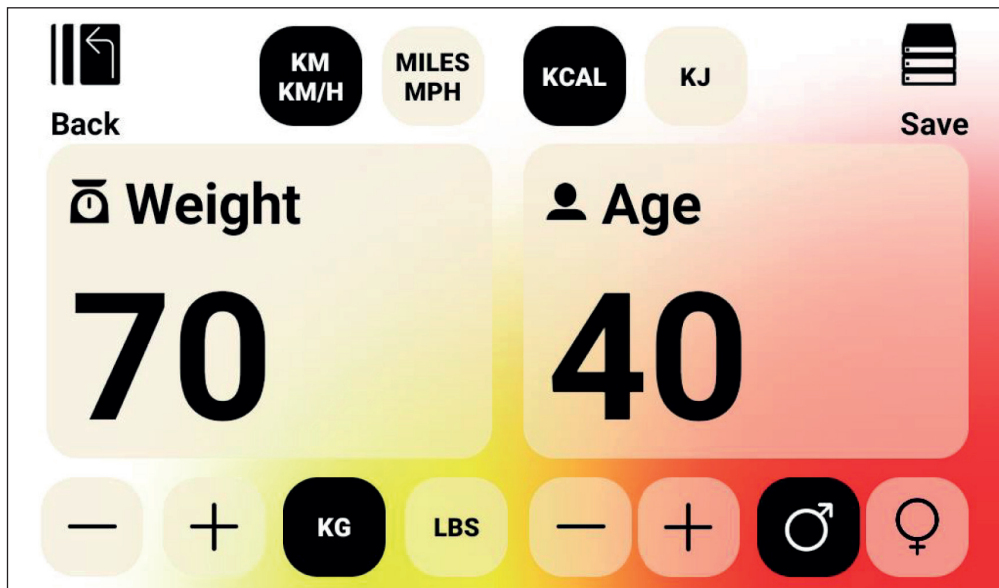 Back
KM
KM/H
MILES
MPH
KCAL
KJ
Save
Weight
70
Age
40
− + KG LBS − +